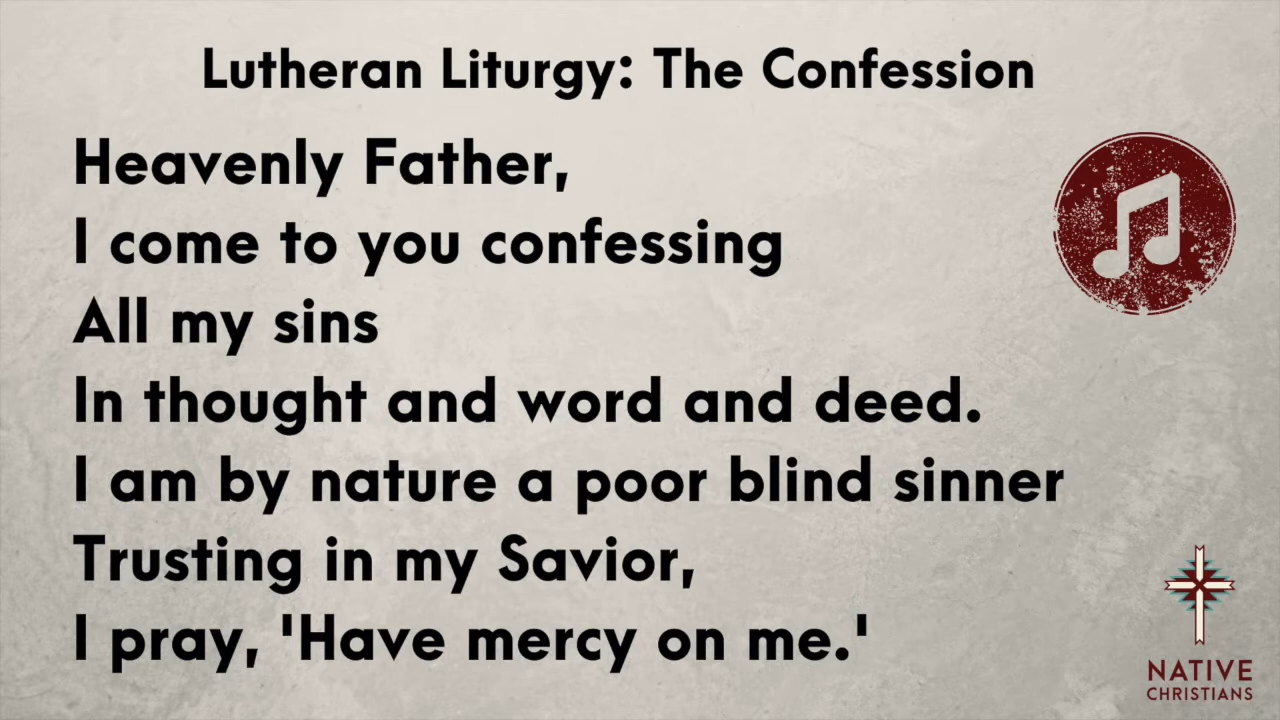 Lutheran Liturgy: The Confession
Heavenly Father,
I come to you confessing
All my sins
In thought and word and deed.
I am by nature a poor blind sinner
Trusting in my Savior,
I pray, 'Have mercy on me.'
NATIVE
CHRISTIANS